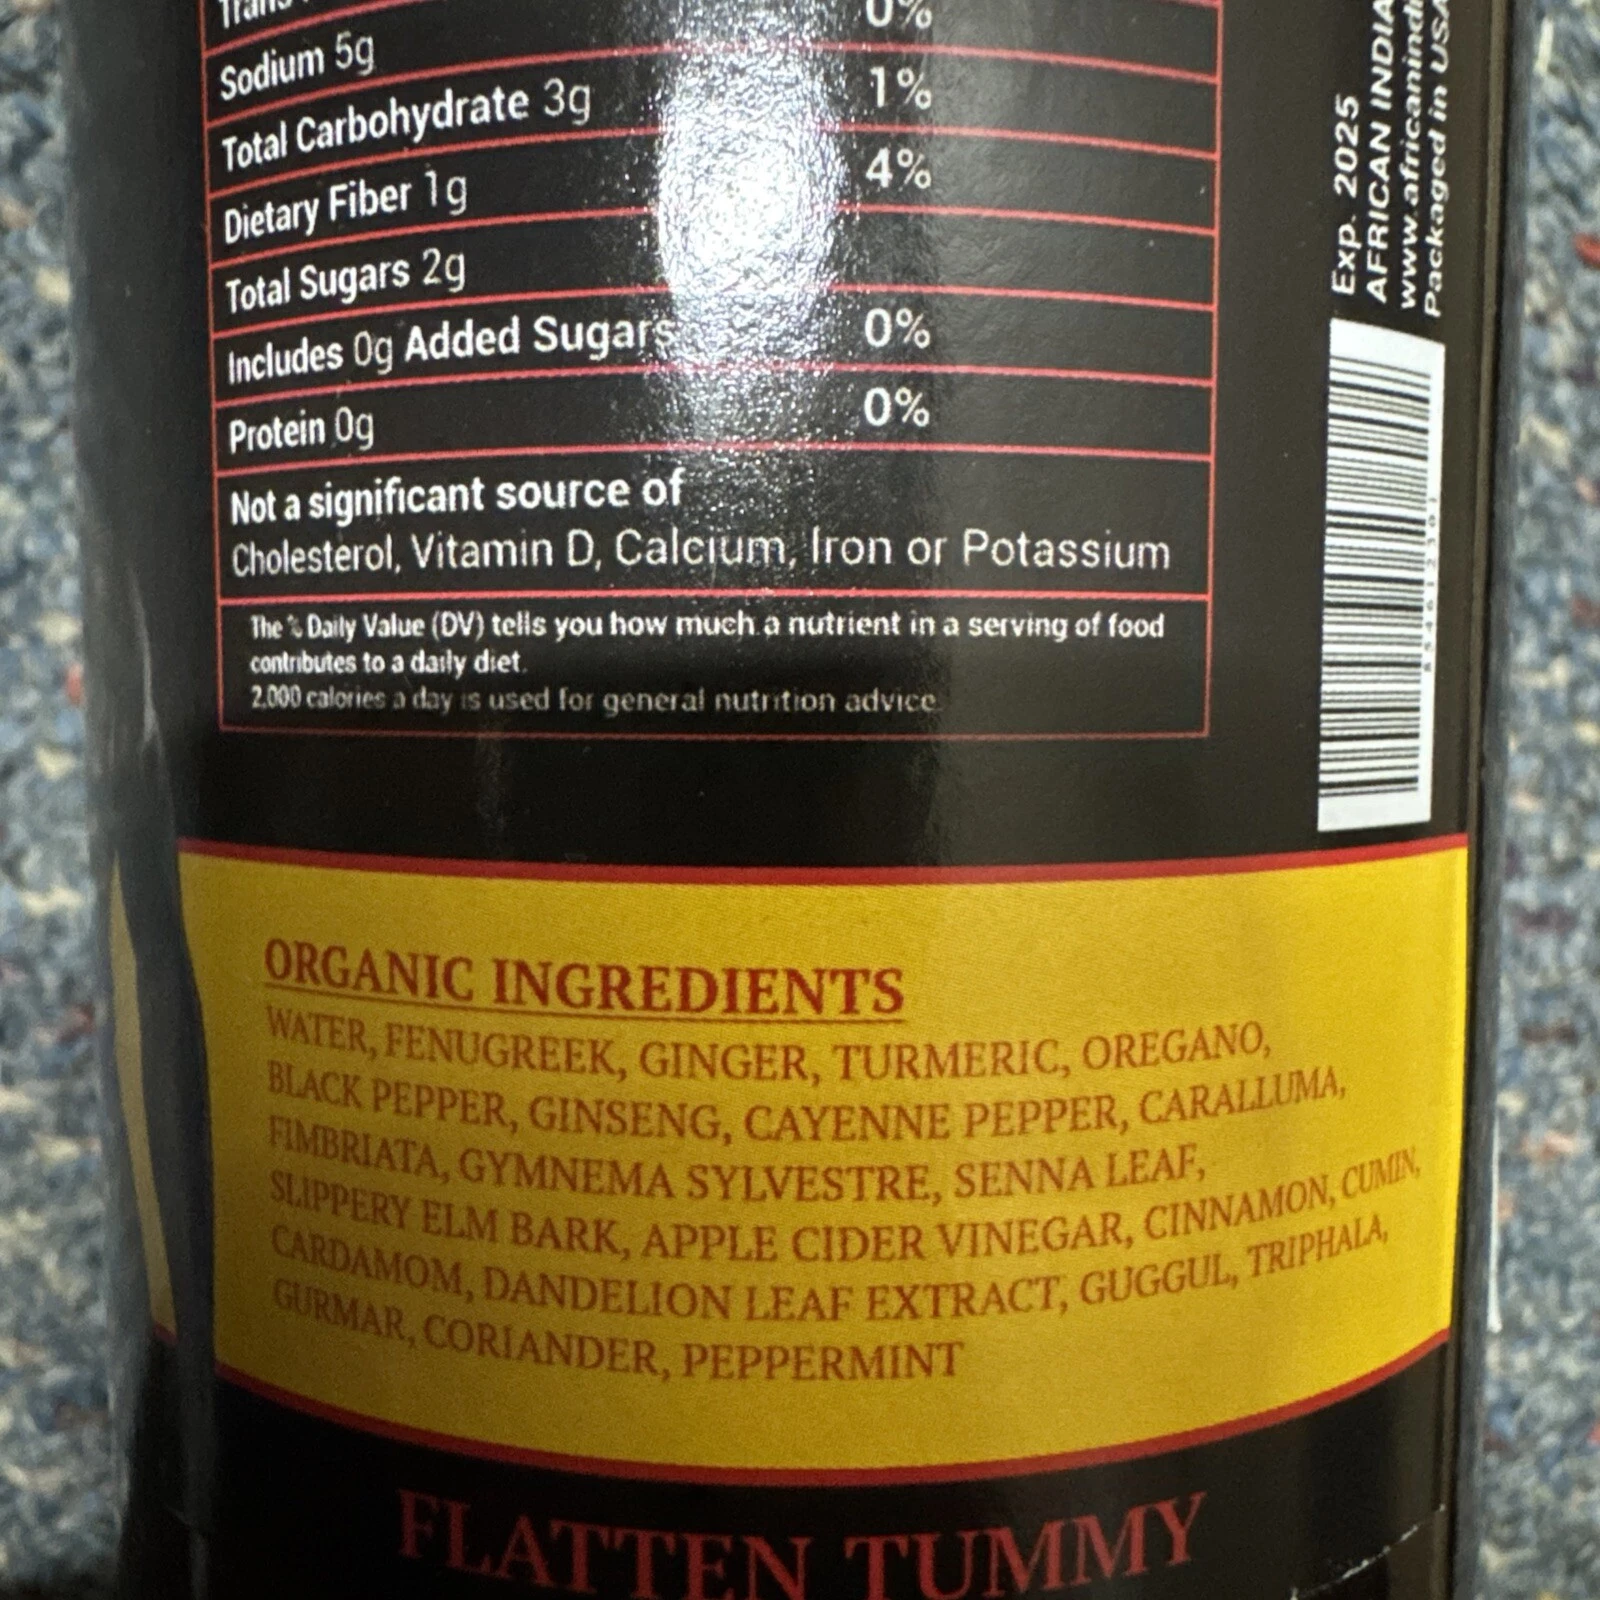 0%
Sodium 5g
1%
Total Carbohydrate 3g
4%
Dietary Fiber 1g
Total Sugars 2g
Includes 0g Added Sugars 0%
Protein 0g 0%
Not a significant source of
Cholesterol, Vitamin D, Calcium, Iron or Potassium
The % Daily Value (DV) tells you how much a nutrient in a serving of food
contributes to a daily diet.
2,000 calories a day is used for general nutrition advice
Exp. 2025
AFRICAN INDIA
Packaged in USA
ORGANIC INGREDIENTS
WATER, FENUGREEK, GINGER, TURMERIC, OREGANO,
BLACK PEPPER, GINSENG, CAYENNE PEPPER, CARALLUMA,
FIMBRIATA, GYMNEMA SYLVESTRE, SENNA LEAF,
SLIPPERY ELM BARK, APPLE CIDER VINEGAR, CINNAMON, CUMIN,
CARDAMOM, DANDELION LEAF EXTRACT, GUGGUL, TRIPHALA,
GURMAR, CORIANDER, PEPPERMINT
FLATTEN TUMMY